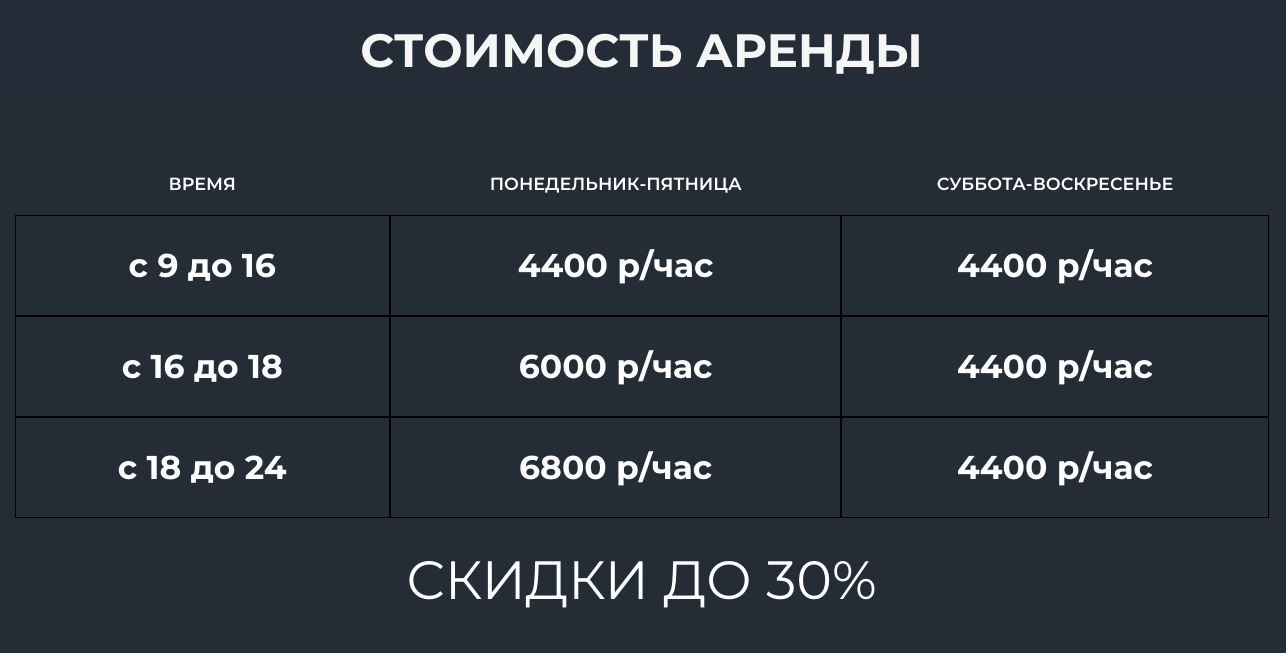 СТОИМОСТЬ АРЕНДЫ
ВРЕМЯ ПОНЕДЕЛЬНИК-ПЯТНИЦА СУББОТА-ВОСКРЕСЕНЬЕ
с 9 до 16 4400 р/час 4400 р/час
с 16 до 18 6000 р/час 4400 р/час
с 18 до 24 6800 р/час 4400 р/час
СКИДКИ ДО 30%